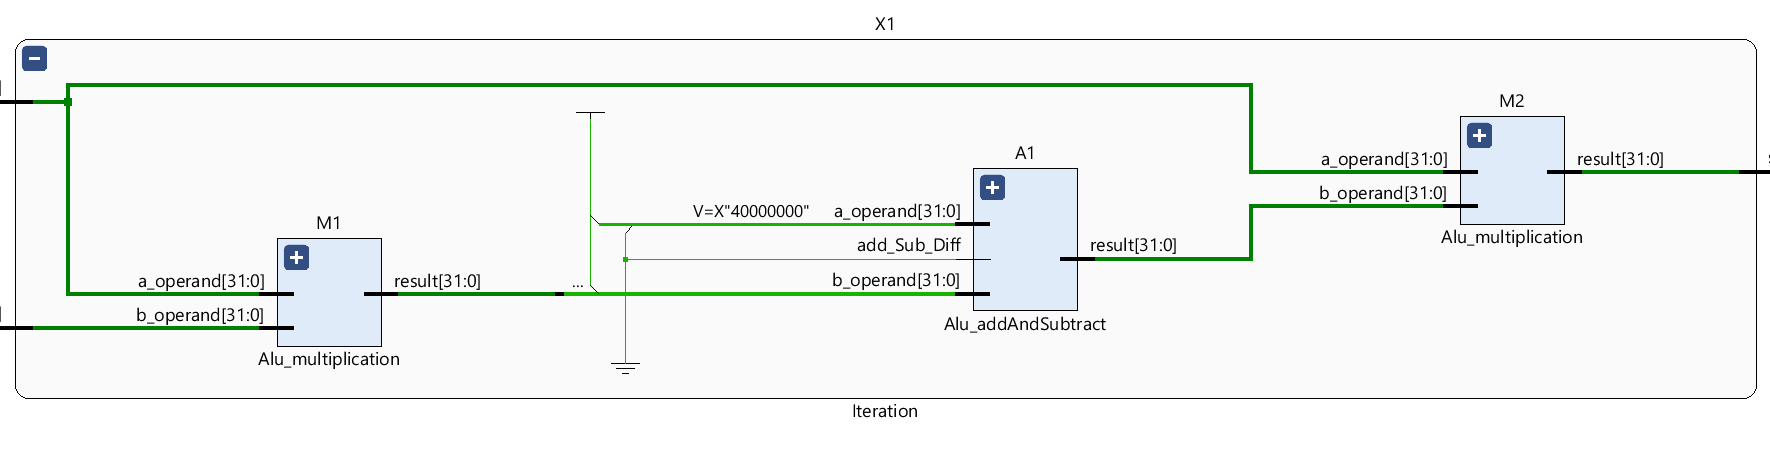 X1
M2
a_operand[31:0]
result[31:0]
b_operand[31:0]
Alu_multiplication
A1
V=X"40000000"
a_operand[31:0]
add_Sub_Diff
result[31:0]
b_operand[31:0]
Alu_addAndSubtract
M1
a_operand[31:0]
result[31:0]
...
b_operand[31:0]
Alu_multiplication
Iteration